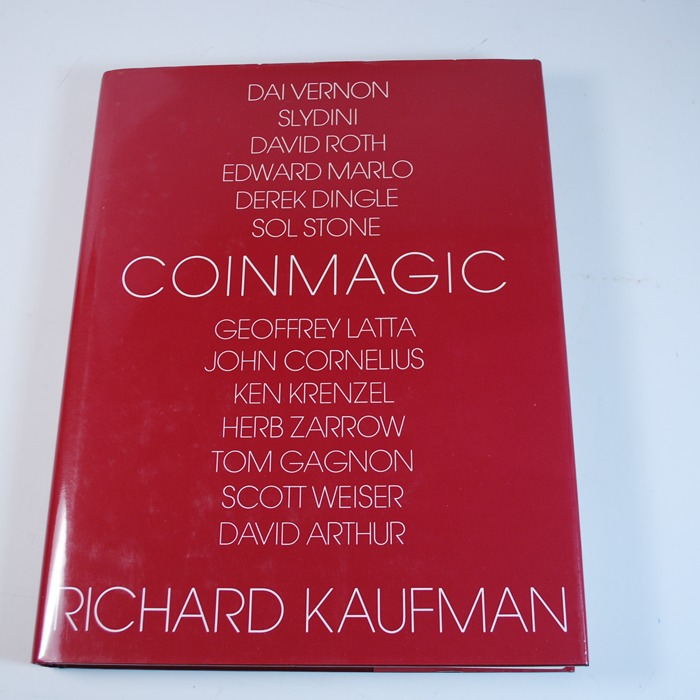 DAI VERNON
SLYDINI
DAVID ROTH
EDWARD MARLO
DEREK DINGLE
SOL STONE
COINMAGIC
GEOFFREY LATTA
JOHN CORNELIUS
KEN KRENZEL
HERB ZARROW
TOM GAGNON
SCOTT WEISER
DAVID ARTHUR
RICHARD KAUFMAN